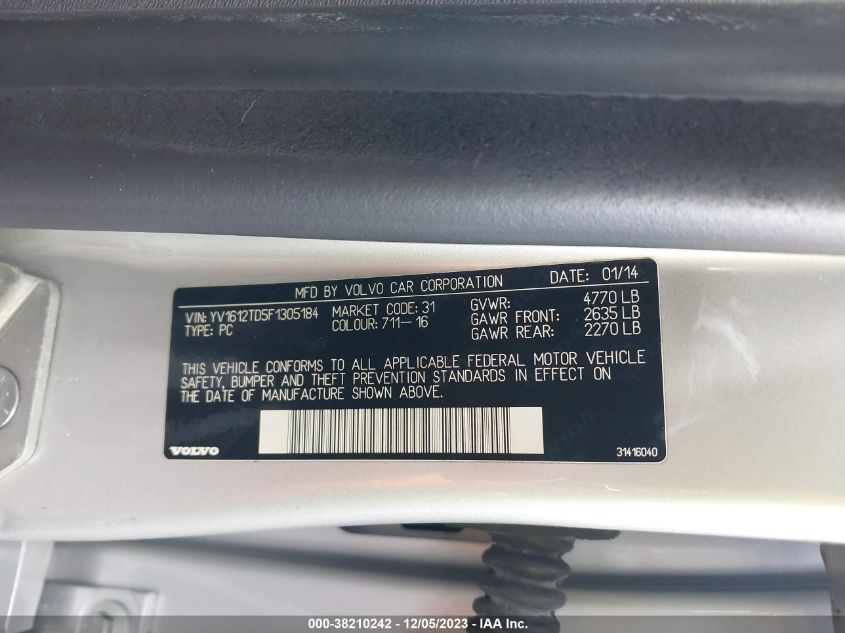 MFD BY VOLVO CAR CORPORATION DATE: 01/14
VIN: YV1612TD5F1305184 MARKET CODE: 31 GVWR: 4770 LB
TYPE: PC COLOUR: 711-16 GAWR FRONT: 2635 LB
GAWR REAR: 2270 LB
THIS VEHICLE CONFORMS TO ALL APPLICABLE FEDERAL MOTOR VEHICLE
SAFETY, BUMPER AND THEFT PREVENTION STANDARDS IN EFFECT ON
THE DATE OF MANUFACTURE SHOWN ABOVE.
VOLVO 31416040
000-38210242 - 12/05/2023 - IAA Inc.